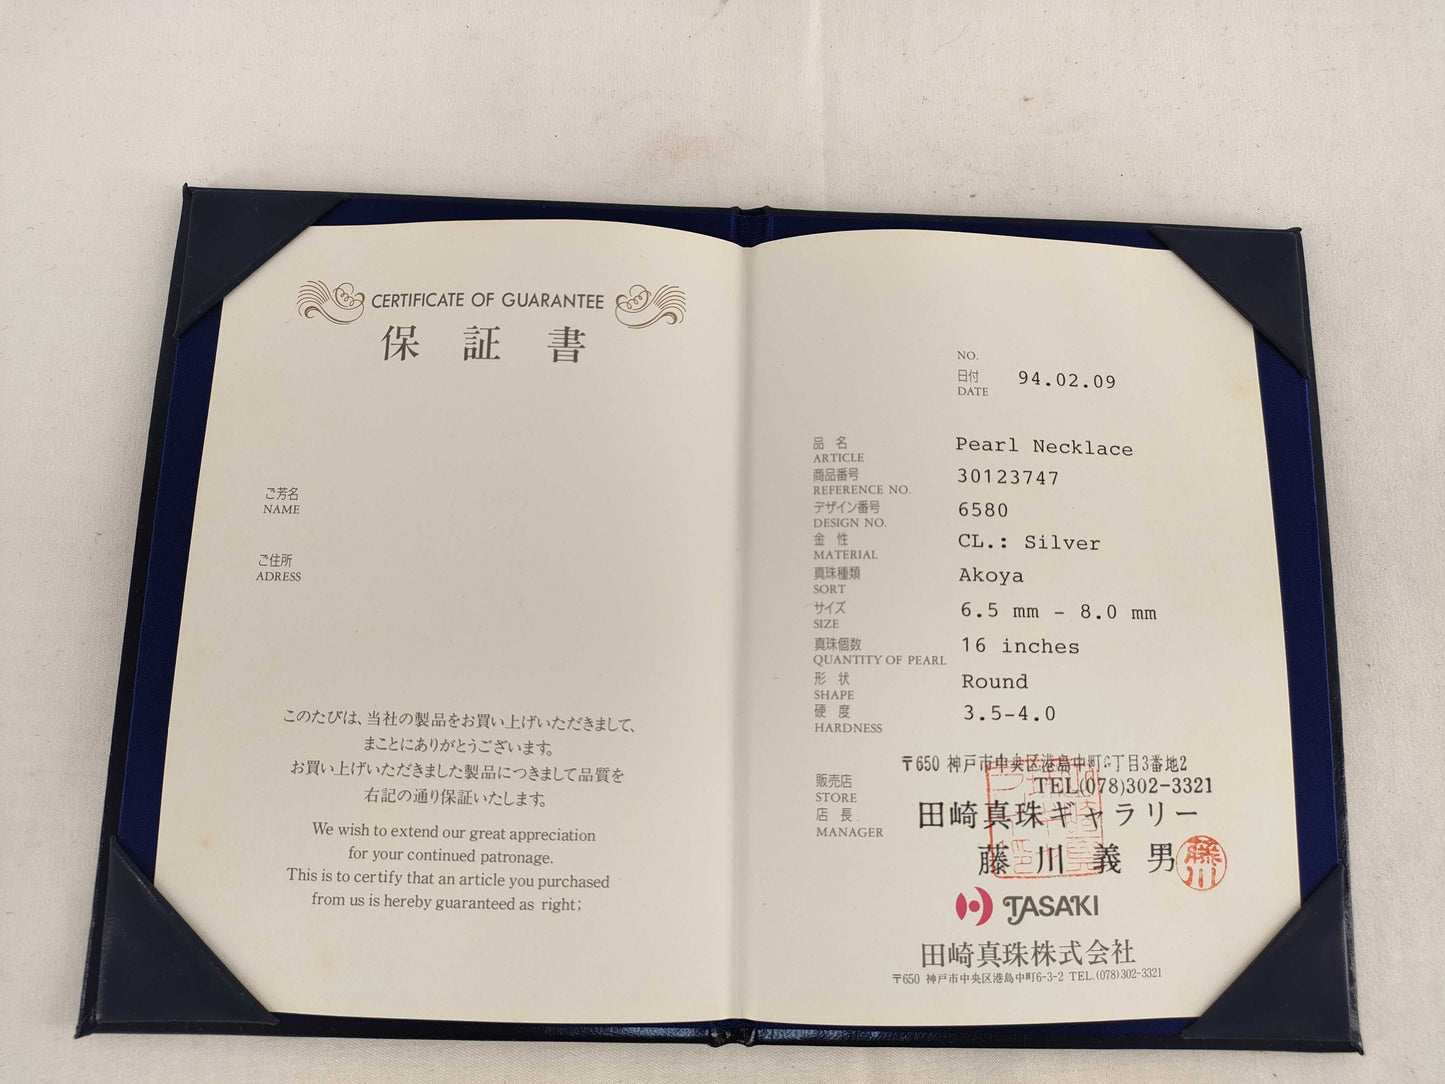 CERTIFICATE OF GUARANTEE
保証書
ご芳名
NAME
ご住所
ADRESS
このたびは、当社の製品をお買い上げいただきまして、
まことにありがとうございます。
お買い上げいただきました製品につきまして品質を
右記の通り保証いたします。
We wish to extend our great appreciation
for your continued patronage.
This is to certify that an article you purchased
from us is hereby guaranteed as right;
NO.
日付
DATE 94.02.09
品名
ARTICLE Pearl Necklace
商品番号
REFERENCE NO. 30123747
デザイン番号
DESIGN NO. 6580
金性
MATERIAL CL.: Silver
真珠種類
SORT Akoya
サイズ
SIZE 6.5 mm - 8.0 mm
真珠個数
QUANTITY OF PEARL 16 inches
形状
SHAPE Round
硬度
HARDNESS 3.5-4.0
〒650 神戸市中央区港島中町6丁目3番地2
TEL(078)302-3321
販売店
STORE 田崎真珠ギャラリー
店長
MANAGER 藤川義男
藤川
TASAKI
田崎真珠株式会社
〒650 神戸市中央区港島中町6-3-2 TEL.(078)302-3321